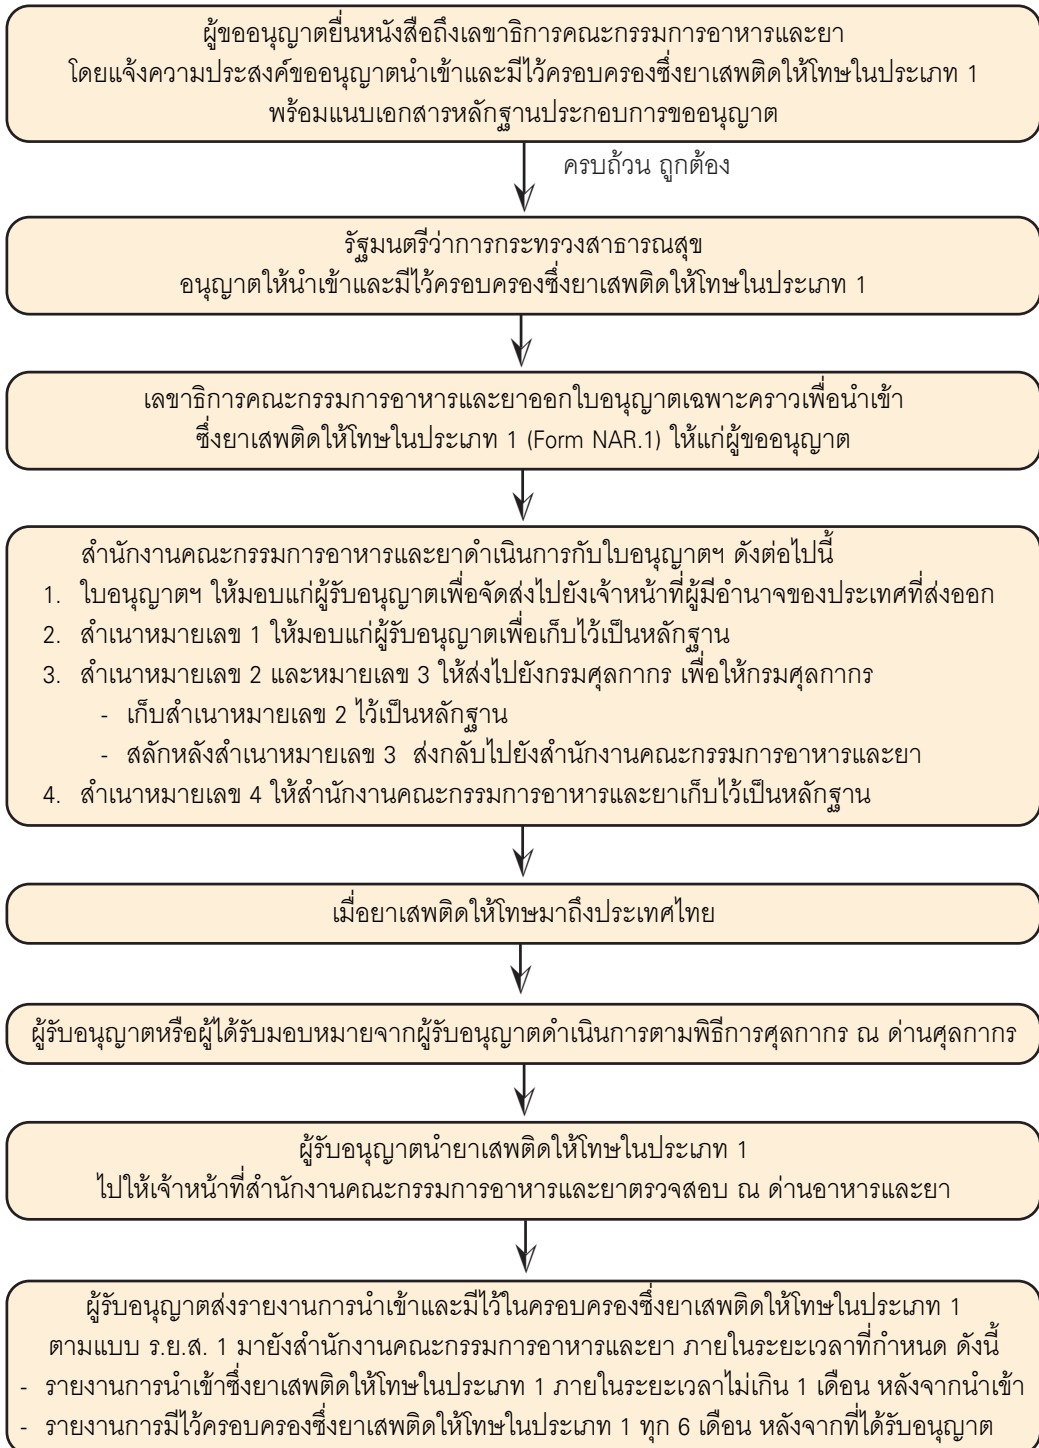 ผู้ขออนุญาตยื่นหนังสือถึงเลขาธิการคณะกรรมการอาหารและยา
โดยแจ้งความประสงค์ขออนุญาตนำเข้าและมีไว้ครอบครองซึ่งยาเสพติดให้โทษในประเภท 1
พร้อมแนบเอกสารหลักฐานประกอบการขออนุญาต
ครบถ้วน ถูกต้อง
รัฐมนตรีว่าการกระทรวงสาธารณสุข
อนุญาตให้นำเข้าและมีไว้ครอบครองซึ่งยาเสพติดให้โทษในประเภท 1
เลขาธิการคณะกรรมการอาหารและยาออกใบอนุญาตเฉพาะคราวเพื่อนำเข้า
ซึ่งยาเสพติดให้โทษในประเภท 1 (Form NAR.1) ให้แก่ผู้ขออนุญาต
สำนักงานคณะกรรมการอาหารและยาดำเนินการกับใบอนุญาตฯ ดังต่อไปนี้
1. ใบอนุญาตฯ ให้มอบแก่ผู้รับอนุญาตเพื่อจัดส่งไปยังเจ้าหน้าที่ผู้มีอำนาจของประเทศที่ส่งออก
2. สำเนาหมายเลข 1 ให้มอบแก่ผู้รับอนุญาตเพื่อเก็บไว้เป็นหลักฐาน
3. สำเนาหมายเลข 2 และหมายเลข 3 ให้ส่งไปยังกรมศุลกากร เพื่อให้กรมศุลกากร
- เก็บสำเนาหมายเลข 2 ไว้เป็นหลักฐาน
- สลักหลังสำเนาหมายเลข 3 ส่งกลับไปยังสำนักงานคณะกรรมการอาหารและยา
4. สำเนาหมายเลข 4 ให้สำนักงานคณะกรรมการอาหารและยาเก็บไว้เป็นหลักฐาน
เมื่อยาเสพติดให้โทษมาถึงประเทศไทย
ผู้รับอนุญาตหรือผู้ได้รับมอบหมายจากผู้รับอนุญาตดำเนินการตามพิธีการศุลกากร ณ ด่านศุลกากร
ผู้รับอนุญาตนำยาเสพติดให้โทษในประเภท 1
ไปให้เจ้าหน้าที่สำนักงานคณะกรรมการอาหารและยาตรวจสอบ ณ ด่านอาหารและยา
ผู้รับอนุญาตส่งรายงานการนำเข้าและมีไว้ในครอบครองซึ่งยาเสพติดให้โทษในประเภท 1
ตามแบบ ร.ย.ส. 1 มายังสำนักงานคณะกรรมการอาหารและยา ภายในระยะเวลาที่กำหนด ดังนี้
- รายงานการนำเข้าซึ่งยาเสพติดให้โทษในประเภท 1 ภายในระยะเวลาไม่เกิน 1 เดือน หลังจากนำเข้า
- รายงานการมีไว้ครอบครองซึ่งยาเสพติดให้โทษในประเภท 1 ทุก 6 เดือน หลังจากที่ได้รับอนุญาต